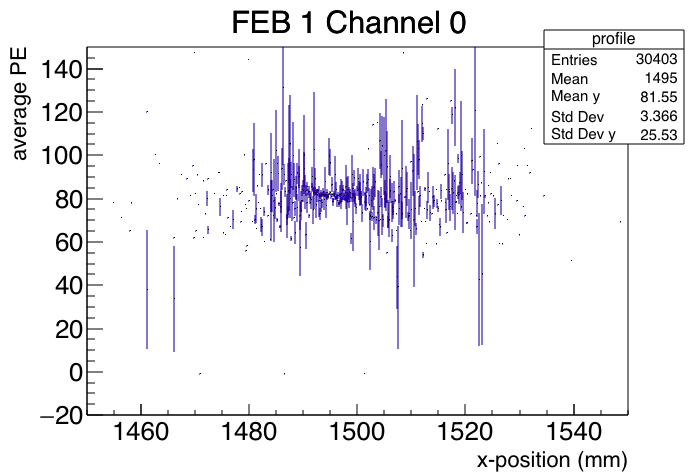 FEB 1 Channel 0
profile
Entries 30403
Mean 1495
Mean y 81.55
Std Dev 3.366
Std Dev y 25.53
average PE
140
120
100
80
60
40
20
0
−20
1460 1480 1500 1520 1540
x-position (mm)